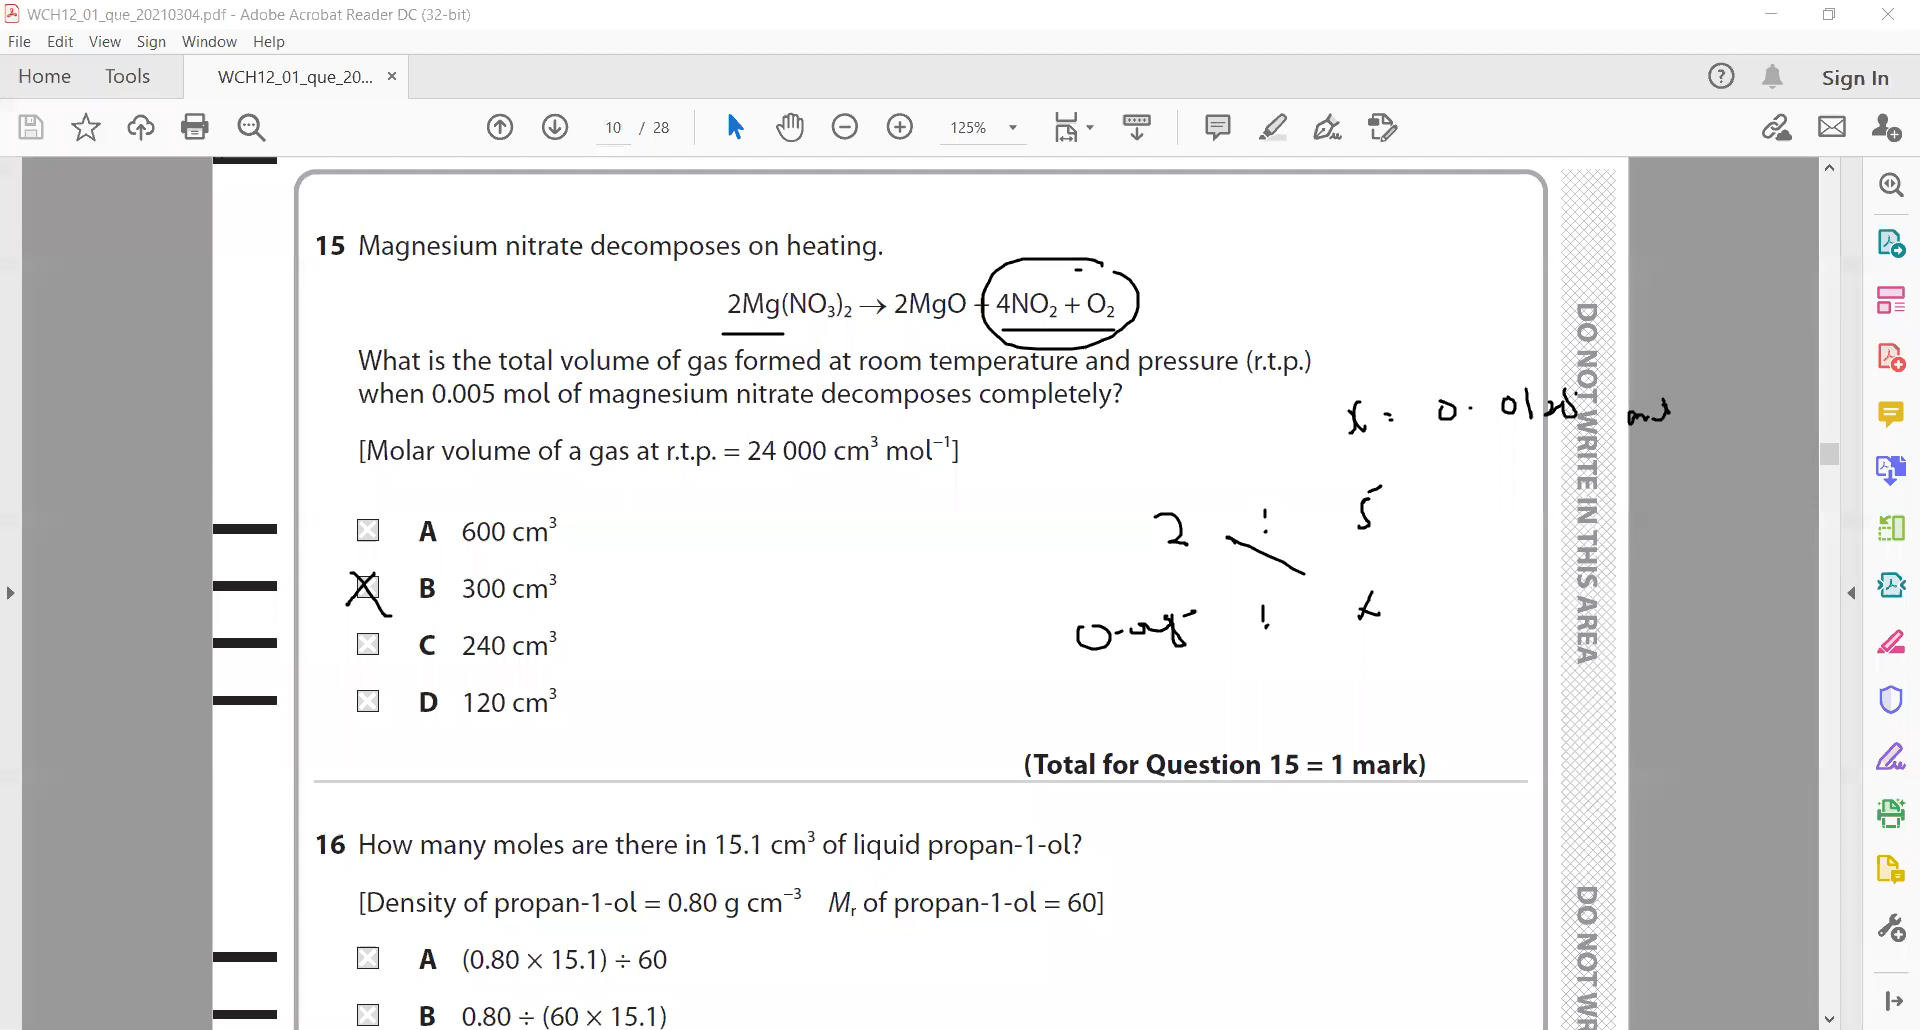 WCH12_01_que_20210304.pdf - Adobe Acrobat Reader DC (32-bit)
File Edit View Sign Window Help
Home Tools WCH12_01_que_20... × Sign In
10 / 28 125%
15 Magnesium nitrate decomposes on heating.
2Mg(NO₃)₂ → 2MgO + 4NO₂ + O₂
What is the total volume of gas formed at room temperature and pressure (r.t.p.)
when 0.005 mol of magnesium nitrate decomposes completely?
x = 0.0125 mol
[Molar volume of a gas at r.t.p. = 24 000 cm³ mol⁻¹]
2 : 5
A 600 cm³
B 300 cm³
0.005 : x
C 240 cm³
D 120 cm³
(Total for Question 15 = 1 mark)
16 How many moles are there in 15.1 cm³ of liquid propan-1-ol?
[Density of propan-1-ol = 0.80 g cm⁻³ Mᵣ of propan-1-ol = 60]
A (0.80 × 15.1) ÷ 60
B 0.80 ÷ (60 × 15.1)
DO NOT WRITE IN THIS AREA
DO NOT WR